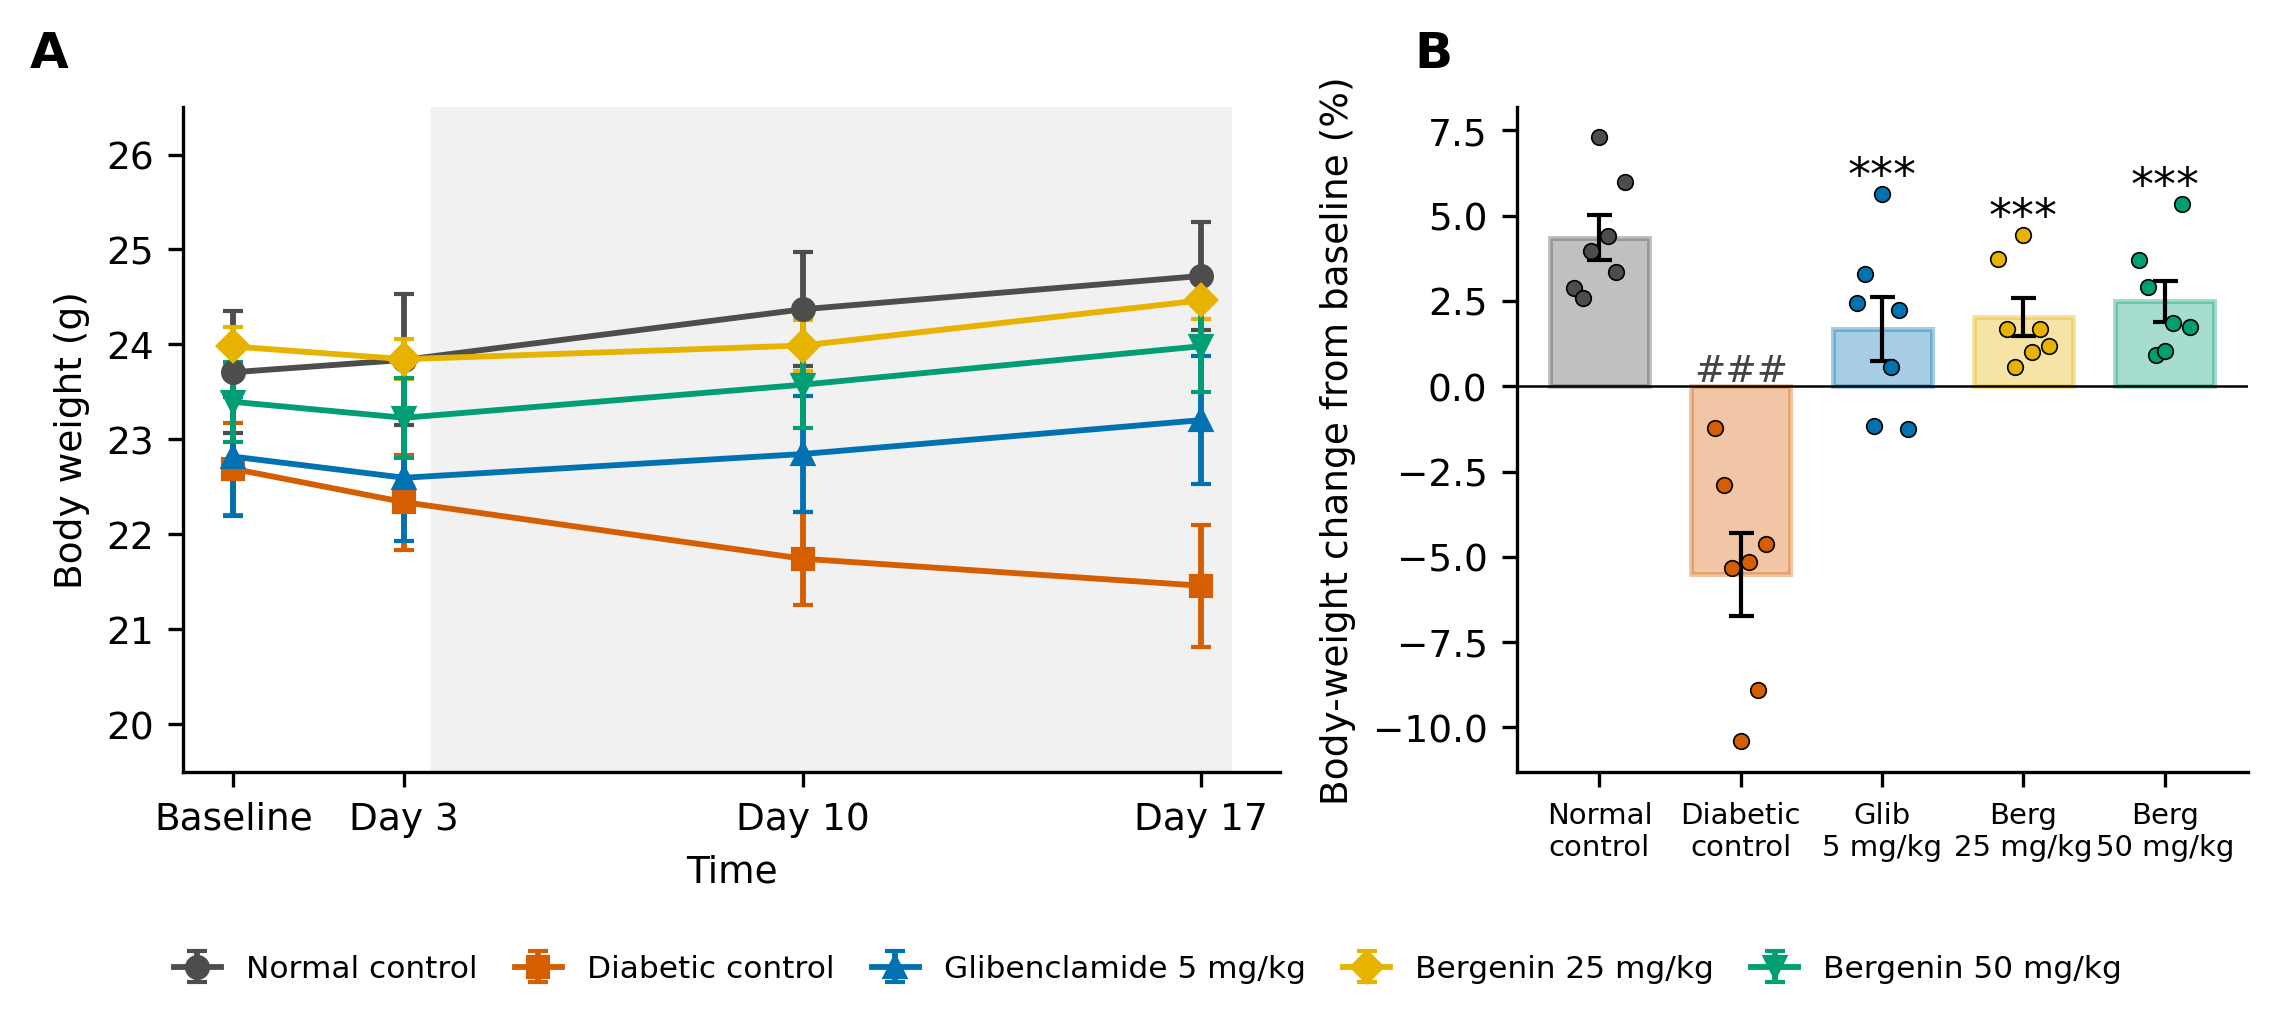 A
B
Body weight (g)
26
25
24
23
22
21
20
Baseline Day 3 Day 10 Day 17
Time
Body-weight change from baseline (%)
7.5
5.0
2.5
0.0
−2.5
−5.0
−7.5
−10.0
***
***
***
###
Normal control
Diabetic control
Glib 5 mg/kg
Berg 25 mg/kg
Berg 50 mg/kg
Normal control Diabetic control Glibenclamide 5 mg/kg Bergenin 25 mg/kg Bergenin 50 mg/kg